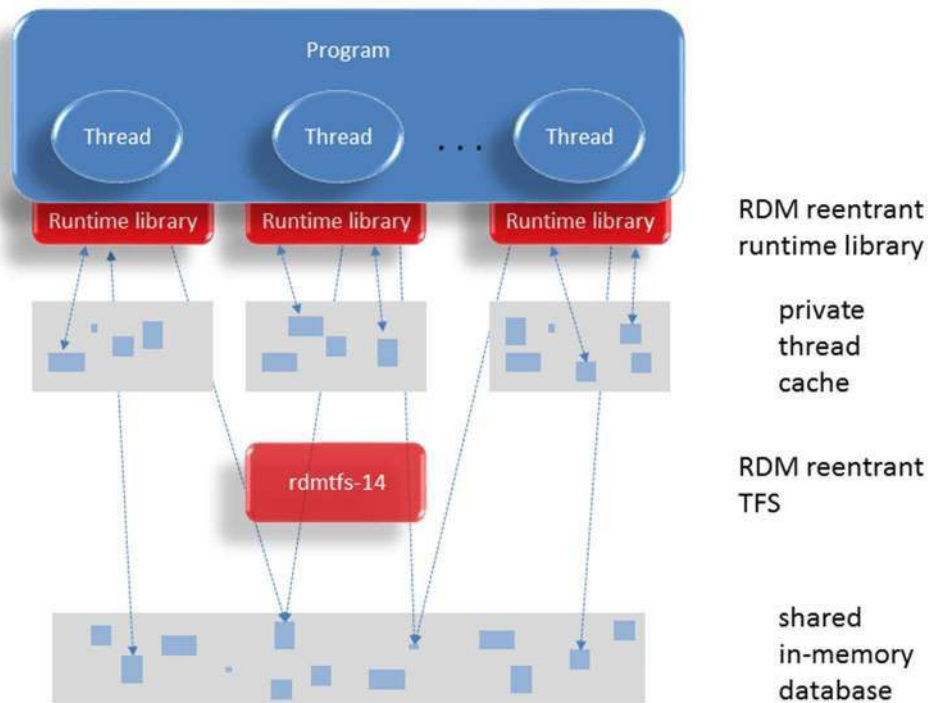 Program
Thread
Thread
. . .
Thread
Runtime library
Runtime library
Runtime library
RDM reentrant
runtime library
private
thread
cache
rdmtfs-14
RDM reentrant
TFS
shared
in-memory
database